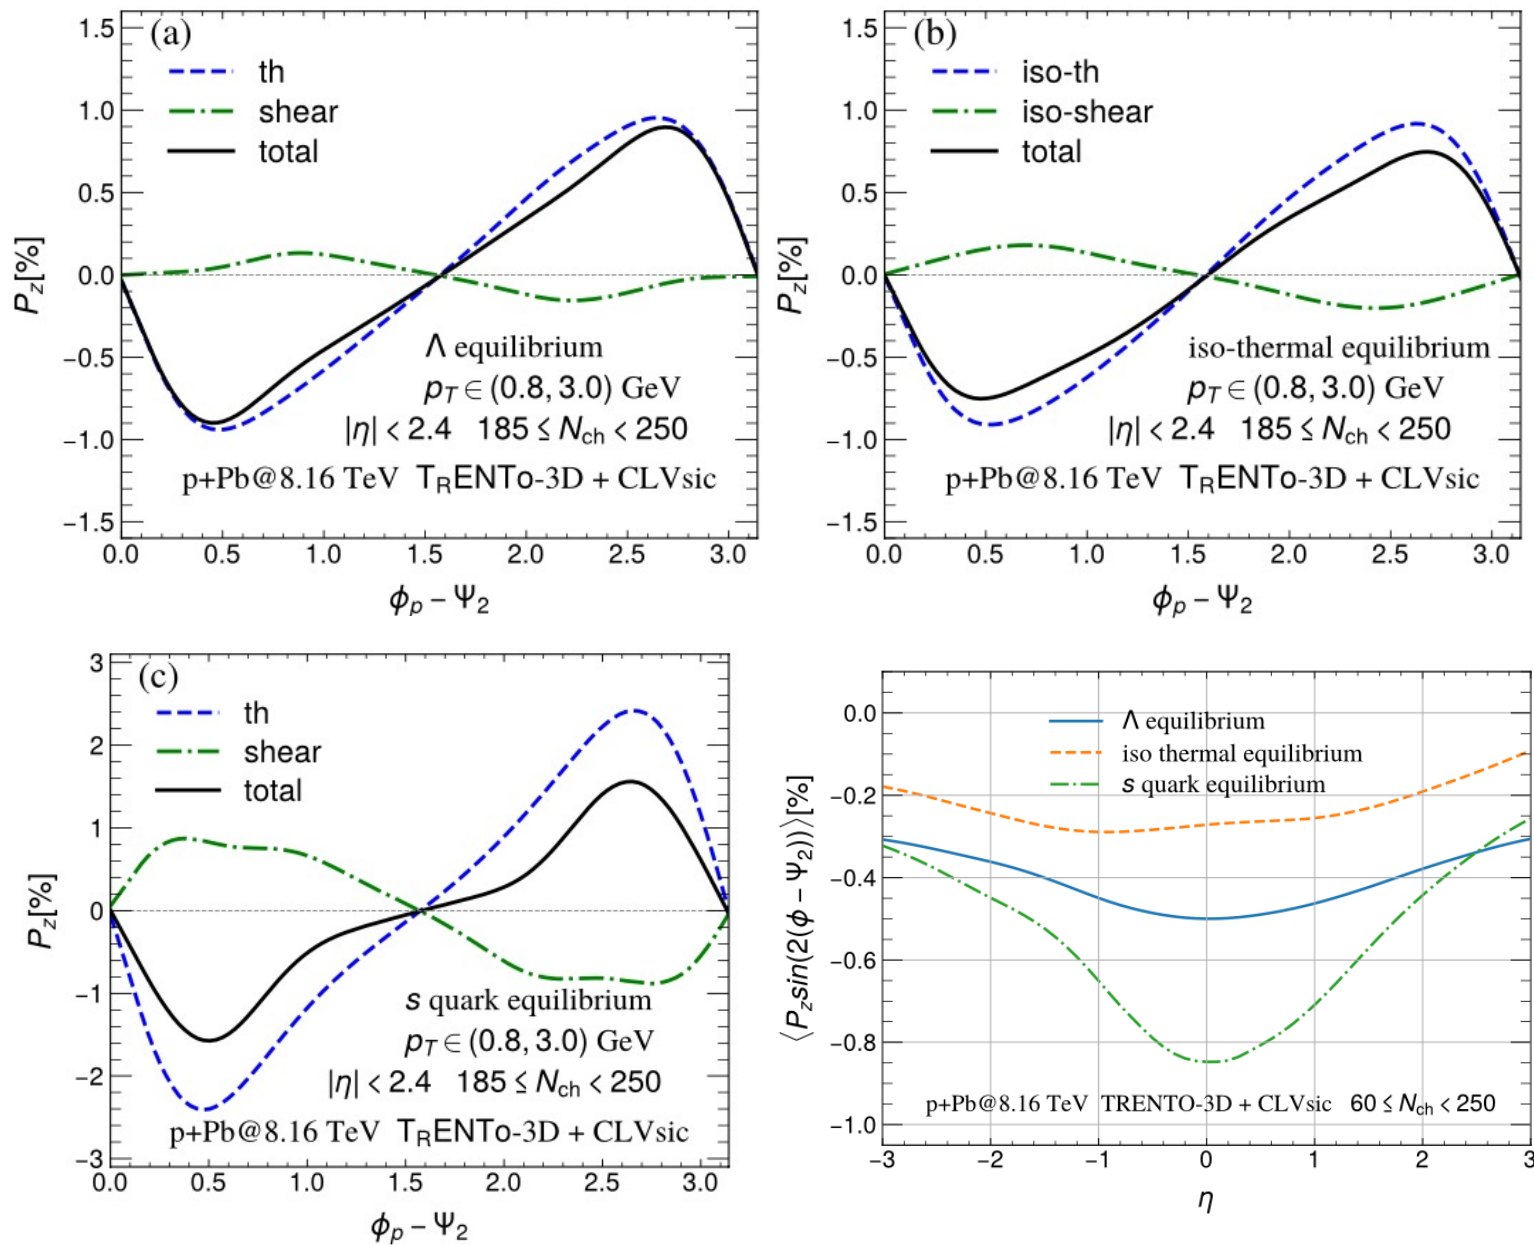 (a)
th
shear
total
1.5
1.0
0.5
0.0
−0.5
−1.0
−1.5
P_z[%]
Λ equilibrium
p_T ∈ (0.8, 3.0) GeV
|η| < 2.4 185 ≤ N_ch < 250
p+Pb@8.16 TeV T_RENTo-3D + CLVsic
0.0 0.5 1.0 1.5 2.0 2.5 3.0
ϕ_p − Ψ_2
(b)
iso-th
iso-shear
total
1.5
1.0
0.5
0.0
−0.5
−1.0
−1.5
P_z[%]
iso-thermal equilibrium
p_T ∈ (0.8, 3.0) GeV
|η| < 2.4 185 ≤ N_ch < 250
p+Pb@8.16 TeV T_RENTo-3D + CLVsic
0.0 0.5 1.0 1.5 2.0 2.5 3.0
ϕ_p − Ψ_2
(c)
th
shear
total
3
2
1
0
−1
−2
−3
P_z[%]
s quark equilibrium
p_T ∈ (0.8, 3.0) GeV
|η| < 2.4 185 ≤ N_ch < 250
p+Pb@8.16 TeV T_RENTo-3D + CLVsic
0.0 0.5 1.0 1.5 2.0 2.5 3.0
ϕ_p − Ψ_2
Λ equilibrium
iso thermal equilibrium
s quark equilibrium
0.0
−0.2
−0.4
−0.6
−0.8
−1.0
⟨P_z sin(2(ϕ − Ψ_2))⟩[%]
p+Pb@8.16 TeV TRENTO-3D + CLVsic 60 ≤ N_ch < 250
−3 −2 −1 0 1 2 3
η